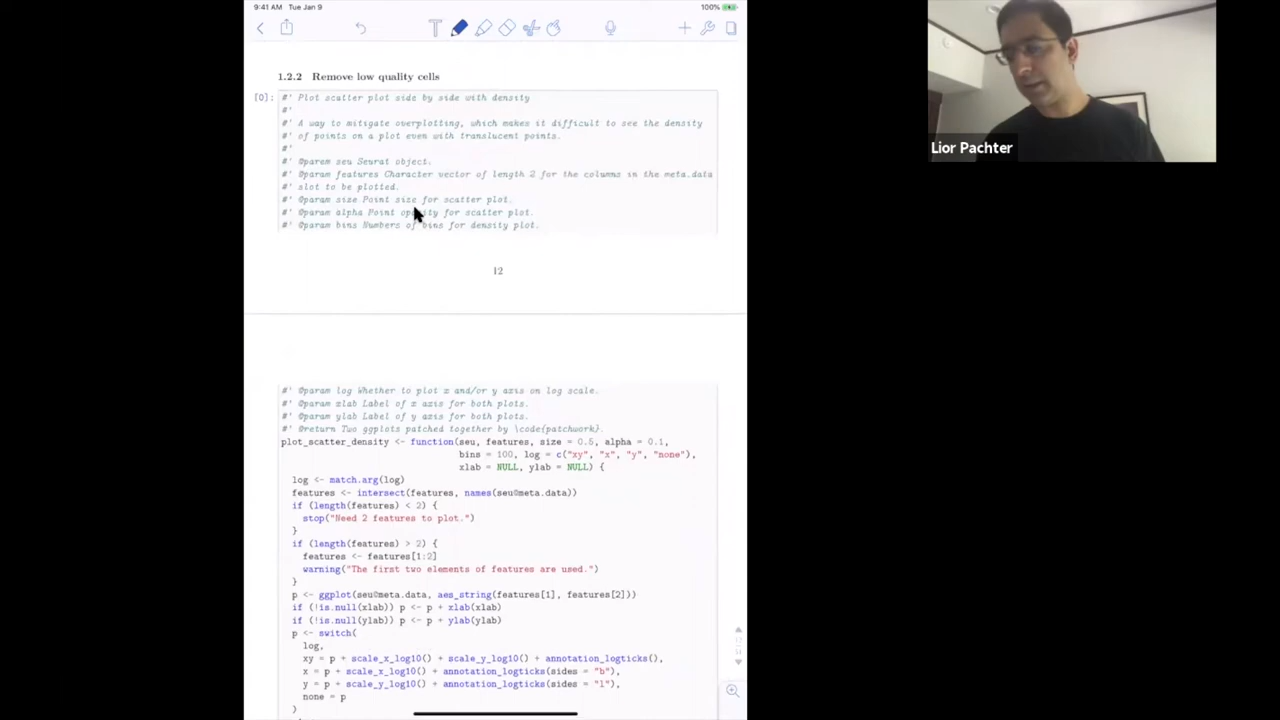 9:41 AM Tue Jan 9
100%
T
1.2.2 Remove low quality cells
[0]: #' Plot scatter plot side by side with density
#'
#' A way to mitigate overplotting, which makes it difficult to see the density
#' of points on a plot even with translucent points.
#'
#' @param seu Seurat object.
#' @param features Character vector of length 2 for the columns in the meta.data
#' slot to be plotted.
#' @param size Point size for scatter plot.
#' @param alpha Point opacity for scatter plot.
#' @param bins Numbers of bins for density plot.
12
#' @param log Whether to plot x and/or y axis on log scale.
#' @param xlab Label of x axis for both plots.
#' @param ylab Label of y axis for both plots.
#' @return Two ggplots patched together by \code{patchwork}.
plot_scatter_density <- function(seu, features, size = 0.5, alpha = 0.1,
bins = 100, log = c("xy", "x", "y", "none"),
xlab = NULL, ylab = NULL) {
log <- match.arg(log)
features <- intersect(features, names(seu@meta.data))
if (length(features) < 2) {
stop("Need 2 features to plot.")
}
if (length(features) > 2) {
features <- features[1:2]
warning("The first two elements of features are used.")
}
p <- ggplot(seu@meta.data, aes_string(features[1], features[2]))
if (!is.null(xlab)) p <- p + xlab(xlab)
if (!is.null(ylab)) p <- p + ylab(ylab)
p <- switch(
log,
xy = p + scale_x_log10() + scale_y_log10() + annotation_logticks(),
x = p + scale_x_log10() + annotation_logticks(sides = "b"),
y = p + scale_y_log10() + annotation_logticks(sides = "l"),
none = p
)
Lior Pachter